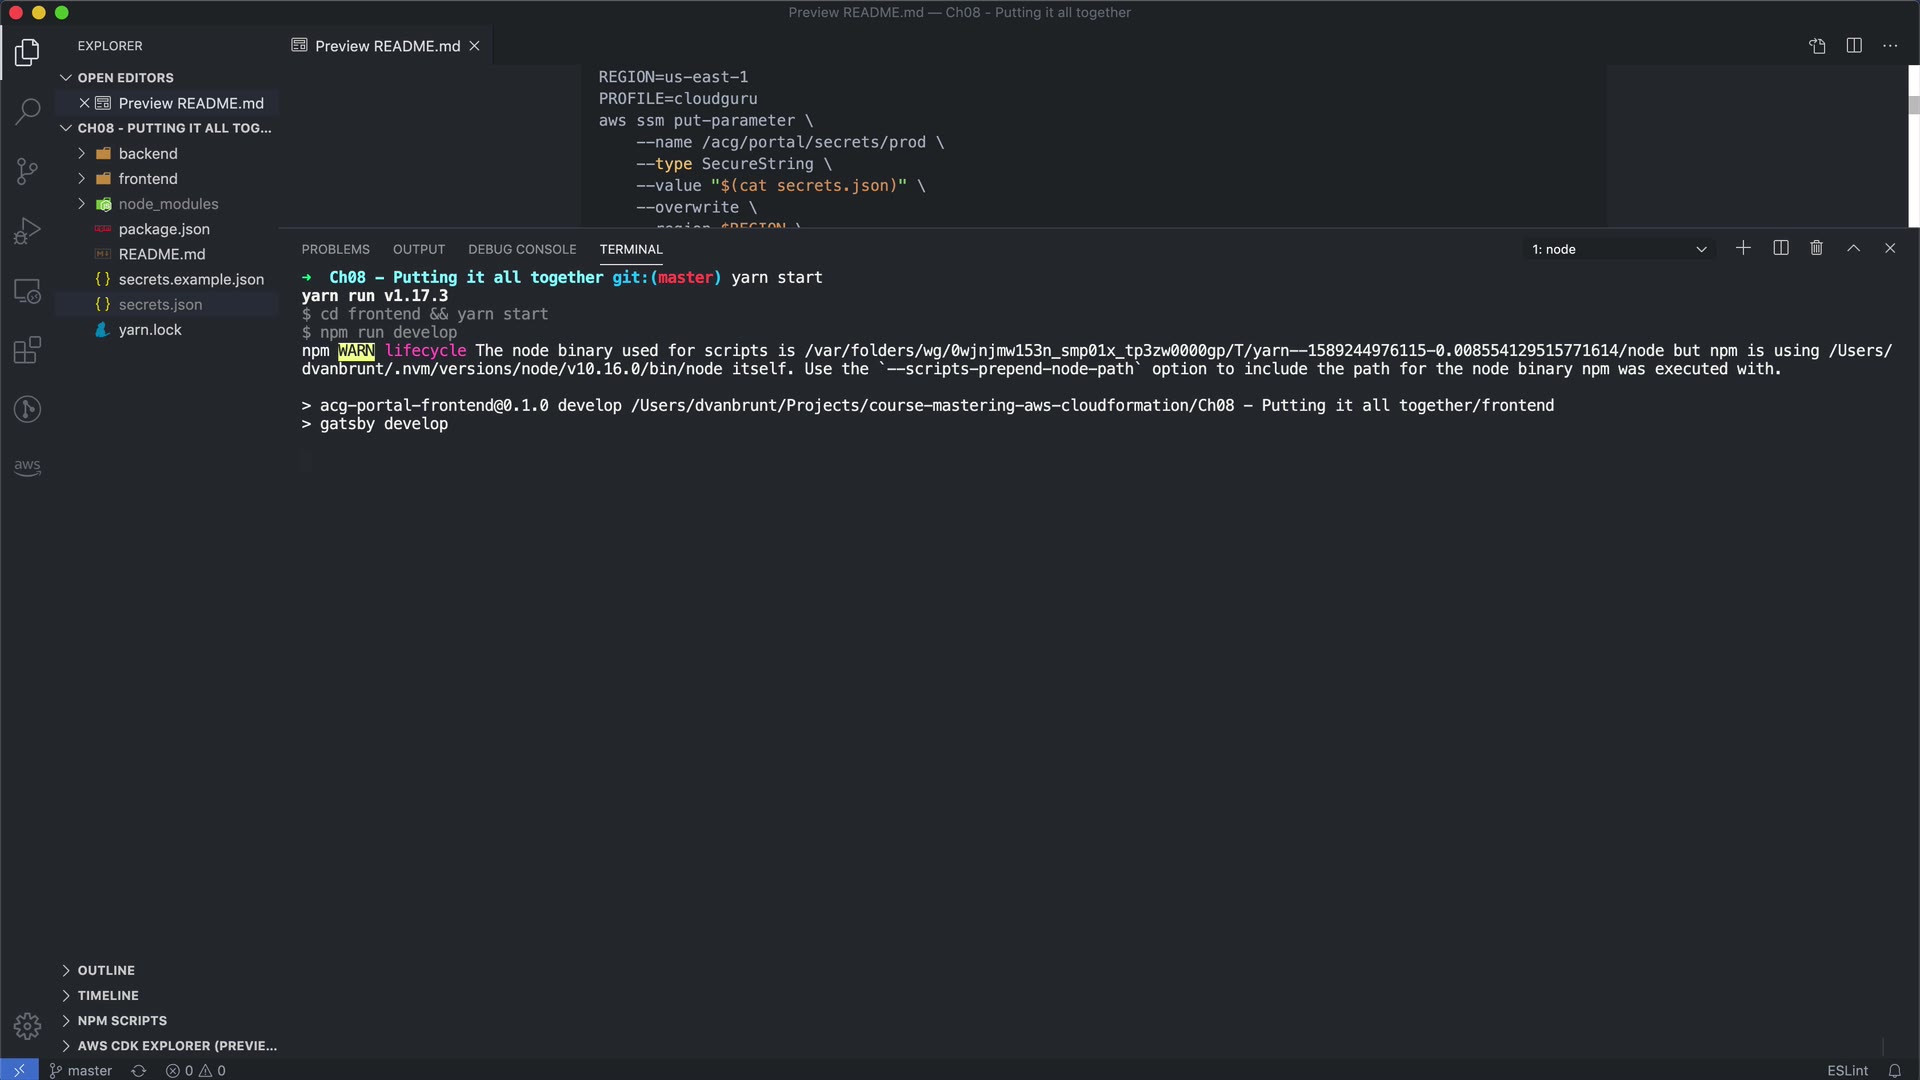 Preview README.md — Ch08 - Putting it all together
EXPLORER
OPEN EDITORS
Preview README.md
CH08 - PUTTING IT ALL TOG...
backend
frontend
node_modules
package.json
README.md
secrets.example.json
secrets.json
yarn.lock
OUTLINE
TIMELINE
NPM SCRIPTS
AWS CDK EXPLORER (PREVIE...
aws
Preview README.md
REGION=us-east-1
PROFILE=cloudguru
aws ssm put-parameter \
--name /acg/portal/secrets/prod \
--type SecureString \
--value "$(cat secrets.json)" \
--overwrite \
--region $REGION \
PROBLEMS OUTPUT DEBUG CONSOLE TERMINAL
1: node
➜ Ch08 - Putting it all together git:(master) yarn start
yarn run v1.17.3
$ cd frontend && yarn start
$ npm run develop
npm WARN lifecycle The node binary used for scripts is /var/folders/wg/0wjnjmw153n_smp01x_tp3zw0000gp/T/yarn--1589244976115-0.008554129515771614/node but npm is using /Users/
dvanbrunt/.nvm/versions/node/v10.16.0/bin/node itself. Use the `--scripts-prepend-node-path` option to include the path for the node binary npm was executed with.
> acg-portal-frontend@0.1.0 develop /Users/dvanbrunt/Projects/course-mastering-aws-cloudformation/Ch08 - Putting it all together/frontend
> gatsby develop
master 0 0
ESLint